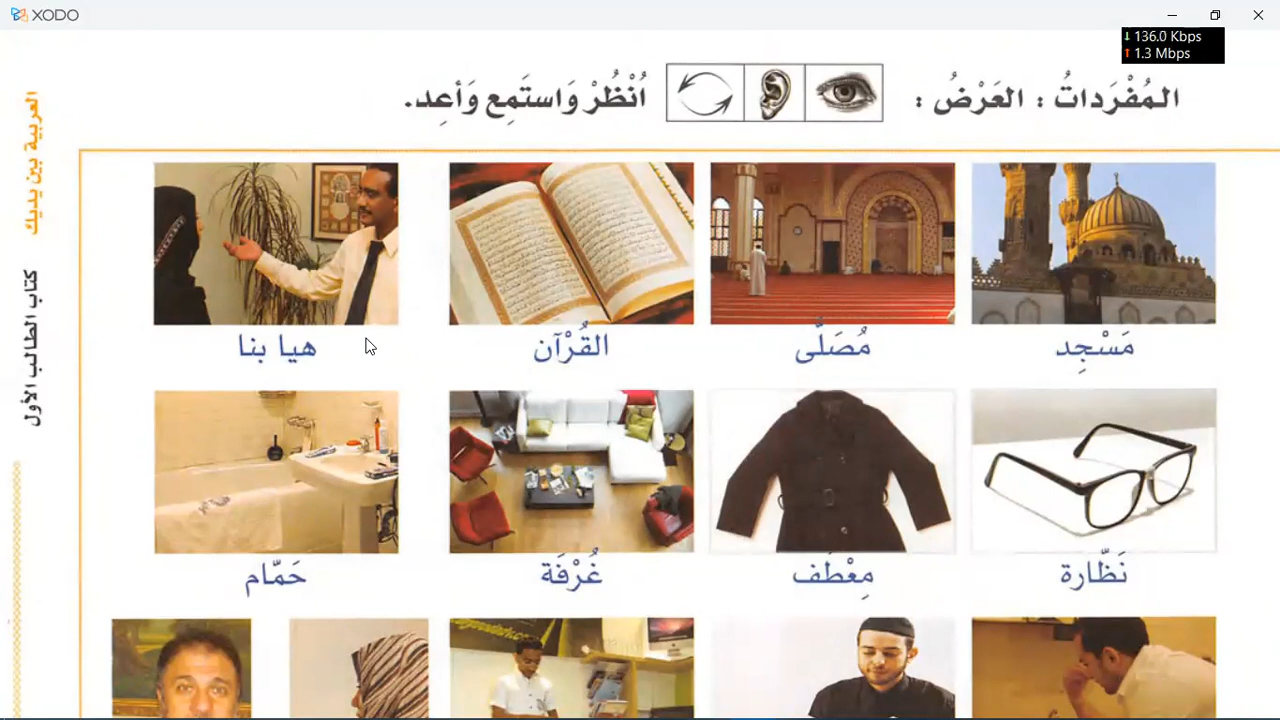 XODO
↓ 136.0 Kbps
↑ 1.3 Mbps
المُفْرَداتُ : العَرْضُ :
اُنْظُرْ وَاستَمِع وَأعِد.
العربية بين يديك
كتاب الطالب الأول
مَسْجِد
مُصَلَّى
القُرْآن
هيا بنا
نَظَّارة
مِعْطَف
غُرْفَة
حَمَّام